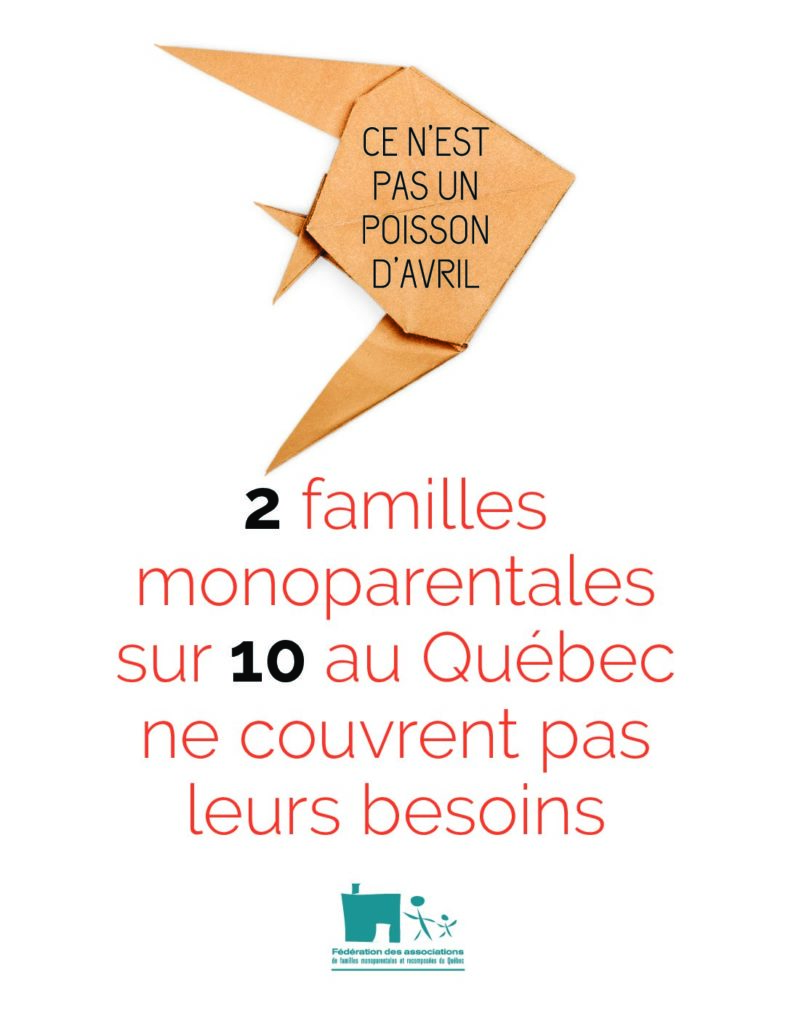 CE N'EST
PAS UN
POISSON
D'AVRIL
2 familles
monoparentales
sur 10 au Québec
ne couvrent pas
leurs besoins
Fédération des associations
de familles monoparentales et recomposées du Québec